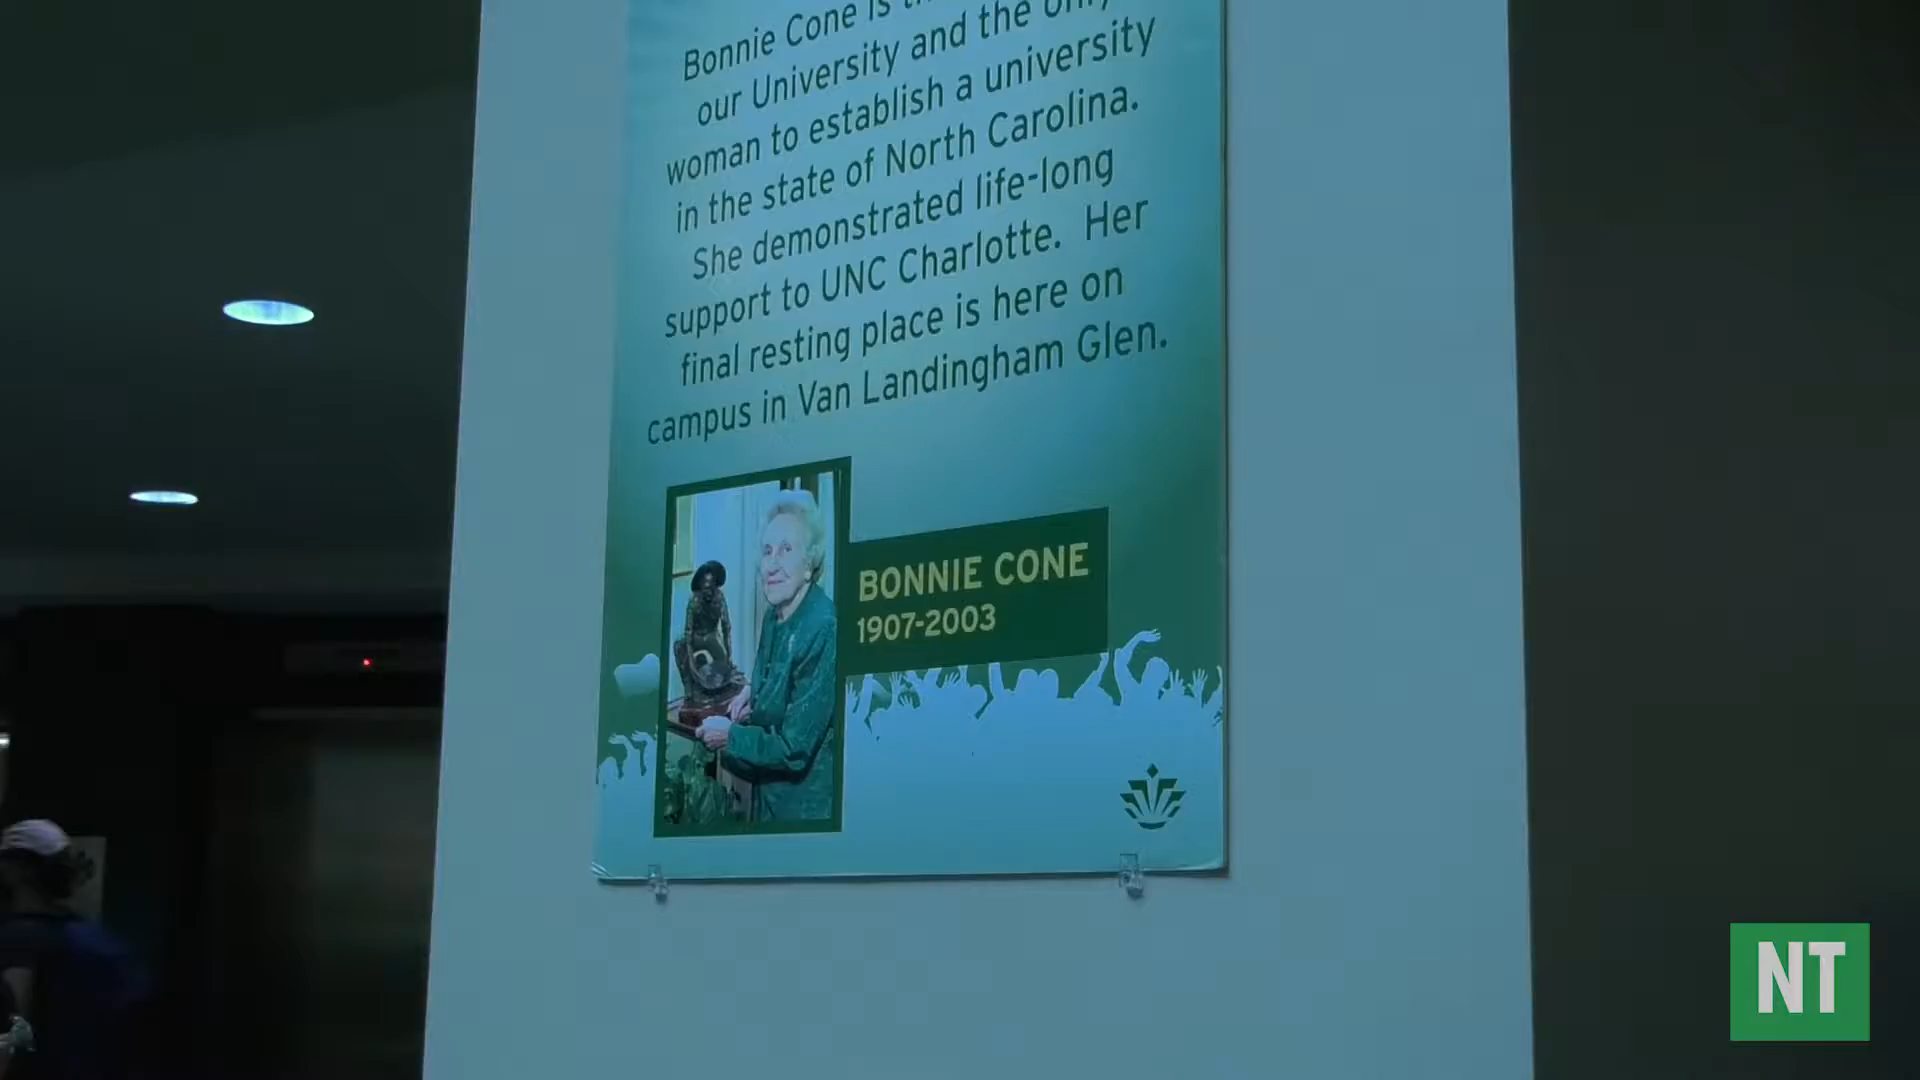 Bonnie Cone is
our University and the only
woman to establish a university
in the state of North Carolina.
She demonstrated life-long
support to UNC Charlotte. Her
final resting place is here on
campus in Van Landingham Glen.
BONNIE CONE
1907-2003
NT